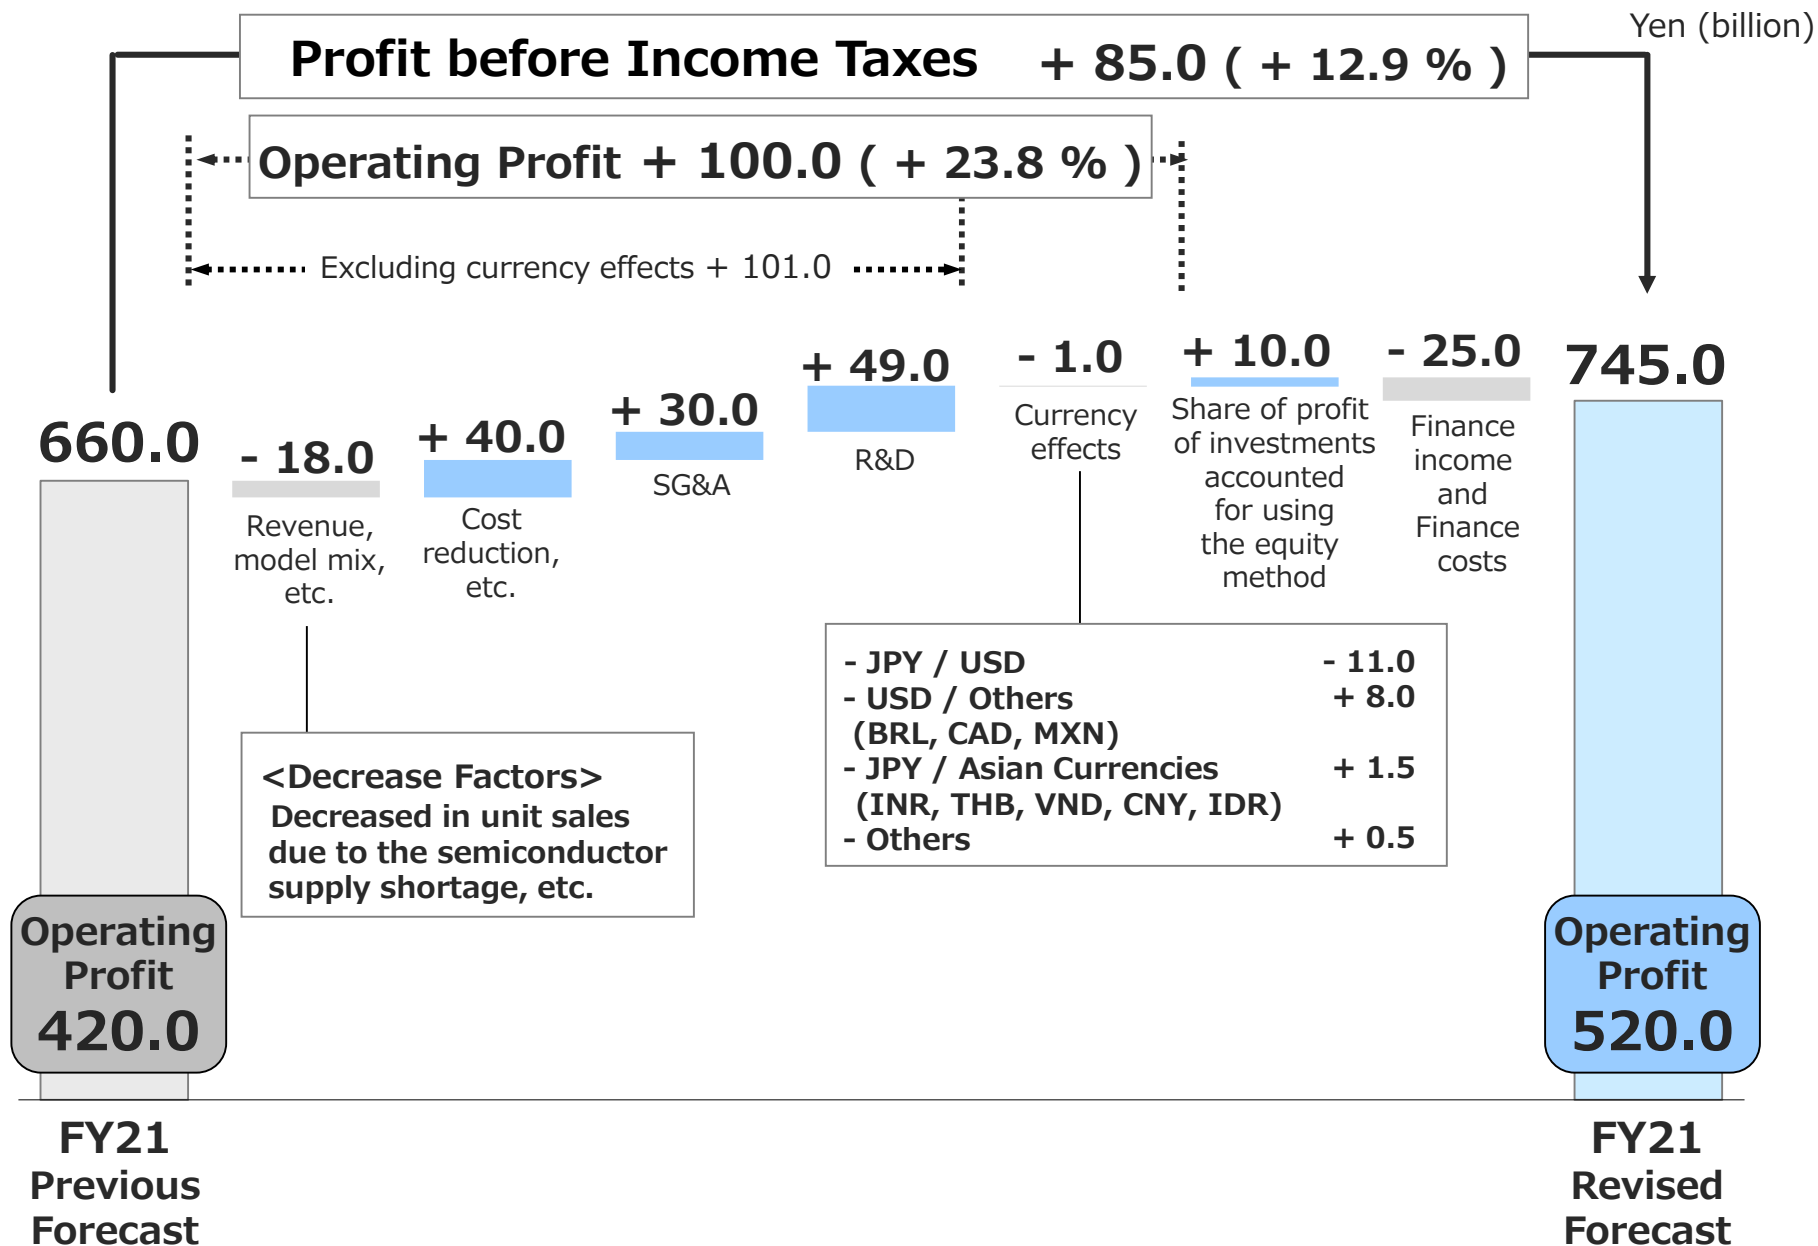 Yen (billion)
Profit before Income Taxes + 85.0 ( + 12.9 % )
Operating Profit + 100.0 ( + 23.8 % )
Excluding currency effects + 101.0
660.0
- 18.0
Revenue,
model mix,
etc.
+ 40.0
Cost
reduction,
etc.
+ 30.0
SG&A
+ 49.0
R&D
- 1.0
Currency
effects
+ 10.0
Share of profit
of investments
accounted
for using
the equity
method
- 25.0
Finance
income
and
Finance
costs
745.0
<Decrease Factors>
Decreased in unit sales
due to the semiconductor
supply shortage, etc.
- JPY / USD - 11.0
- USD / Others + 8.0
(BRL, CAD, MXN)
- JPY / Asian Currencies + 1.5
(INR, THB, VND, CNY, IDR)
- Others + 0.5
Operating
Profit
420.0
Operating
Profit
520.0
FY21
Previous
Forecast
FY21
Revised
Forecast